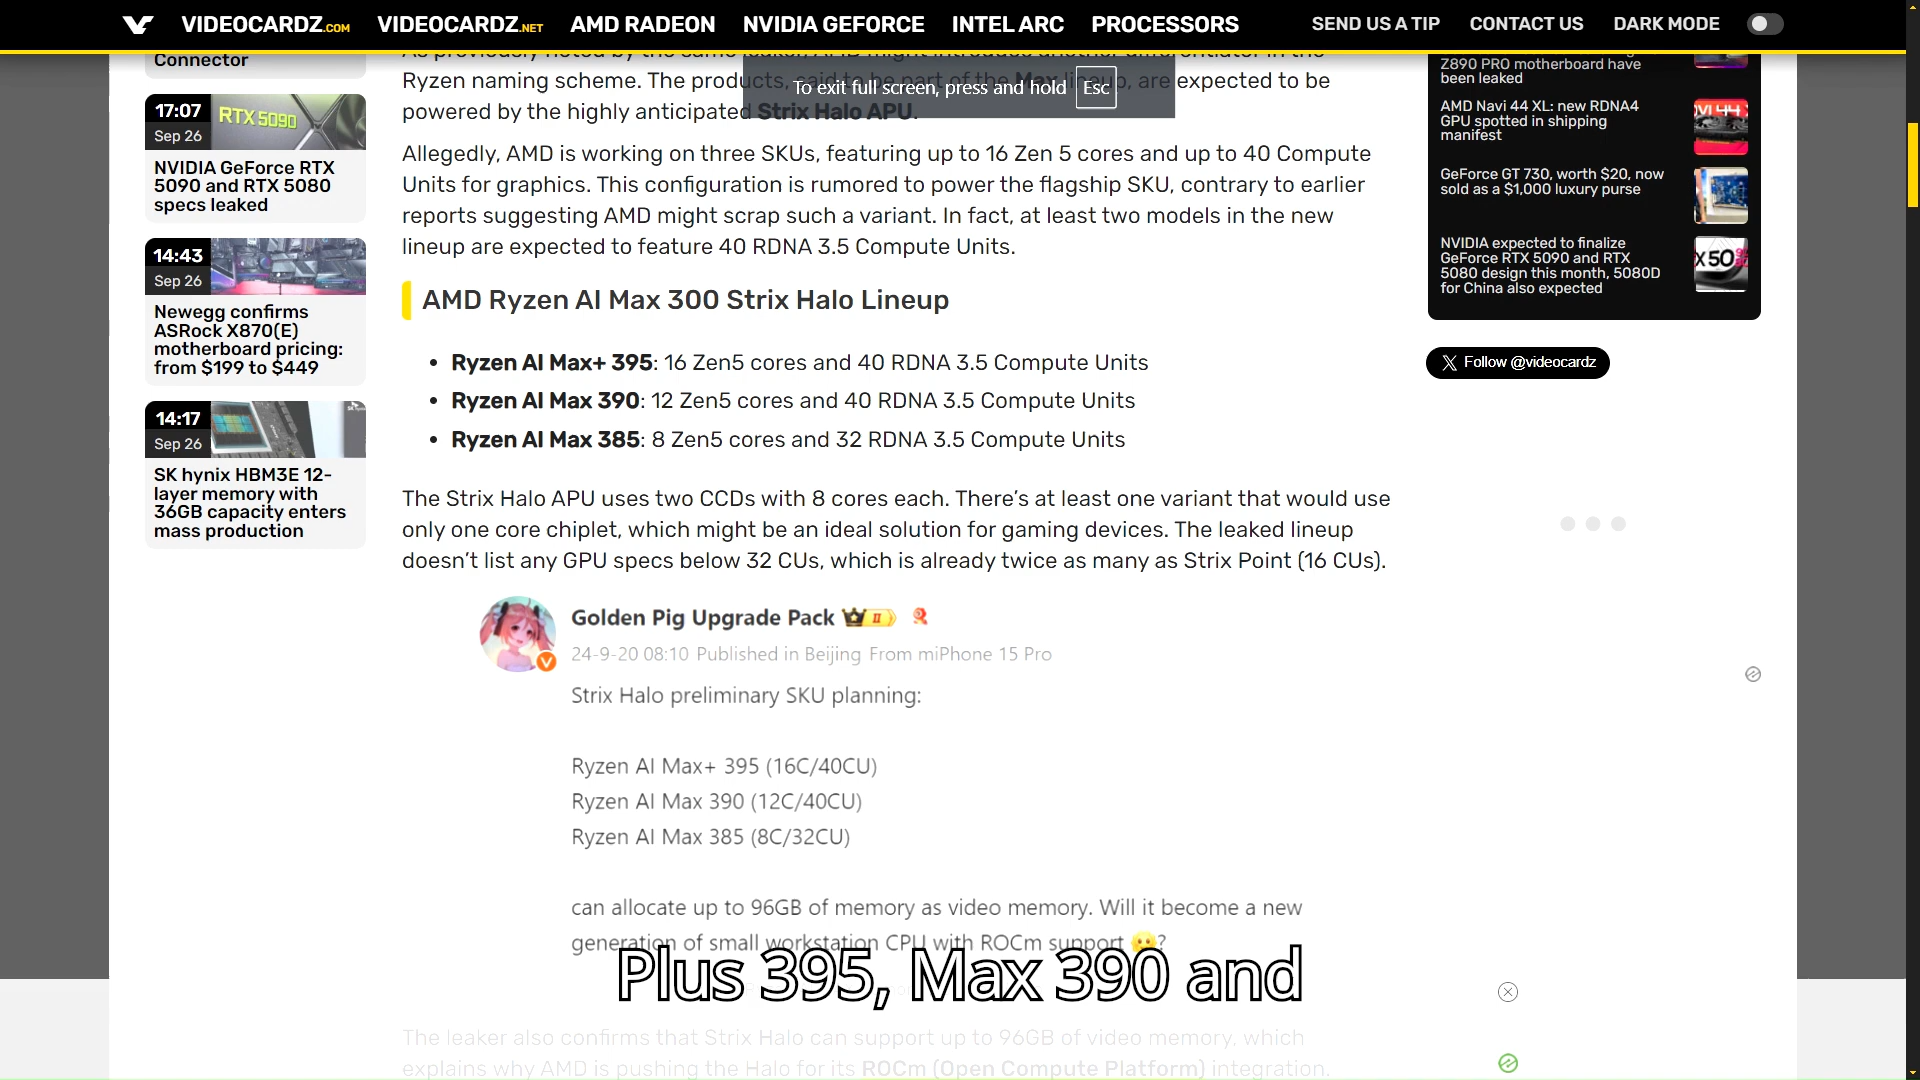 VIDEOCARDZ.COM VIDEOCARDZ.NET AMD RADEON NVIDIA GEFORCE INTEL ARC PROCESSORS SEND US A TIP CONTACT US DARK MODE
Connector
17:07
Sep 26
RTX 5090
NVIDIA GeForce RTX
5090 and RTX 5080
specs leaked
14:43
Sep 26
Newegg confirms
ASRock X870(E)
motherboard pricing:
from $199 to $449
14:17
Sep 26
SK hynix HBM3E 12-
layer memory with
36GB capacity enters
mass production
Ryzen naming scheme. The products, said to be part of the Max lineup, are expected to be
powered by the highly anticipated Strix Halo APU.
To exit full screen, press and hold Esc
Allegedly, AMD is working on three SKUs, featuring up to 16 Zen 5 cores and up to 40 Compute
Units for graphics. This configuration is rumored to power the flagship SKU, contrary to earlier
reports suggesting AMD might scrap such a variant. In fact, at least two models in the new
lineup are expected to feature 40 RDNA 3.5 Compute Units.
AMD Ryzen AI Max 300 Strix Halo Lineup
• Ryzen AI Max+ 395: 16 Zen5 cores and 40 RDNA 3.5 Compute Units
• Ryzen AI Max 390: 12 Zen5 cores and 40 RDNA 3.5 Compute Units
• Ryzen AI Max 385: 8 Zen5 cores and 32 RDNA 3.5 Compute Units
The Strix Halo APU uses two CCDs with 8 cores each. There's at least one variant that would use
only one core chiplet, which might be an ideal solution for gaming devices. The leaked lineup
doesn't list any GPU specs below 32 CUs, which is already twice as many as Strix Point (16 CUs).
Golden Pig Upgrade Pack II
24-9-20 08:10 Published in Beijing From miPhone 15 Pro
Strix Halo preliminary SKU planning:
Ryzen AI Max+ 395 (16C/40CU)
Ryzen AI Max 390 (12C/40CU)
Ryzen AI Max 385 (8C/32CU)
can allocate up to 96GB of memory as video memory. Will it become a new
generation of small workstation CPU with ROCm support 😶?
Plus 395, Max 390 and
The leaker also confirms that Strix Halo can support up to 96GB of video memory, which
explains why AMD is pushing the Halo for its ROCm (Open Compute Platform) integration.
Z890 PRO motherboard have
been leaked
AMD Navi 44 XL: new RDNA4
GPU spotted in shipping
manifest
GeForce GT 730, worth $20, now
sold as a $1,000 luxury purse
NVIDIA expected to finalize
GeForce RTX 5090 and RTX
5080 design this month, 5080D
for China also expected
Follow @videocardz